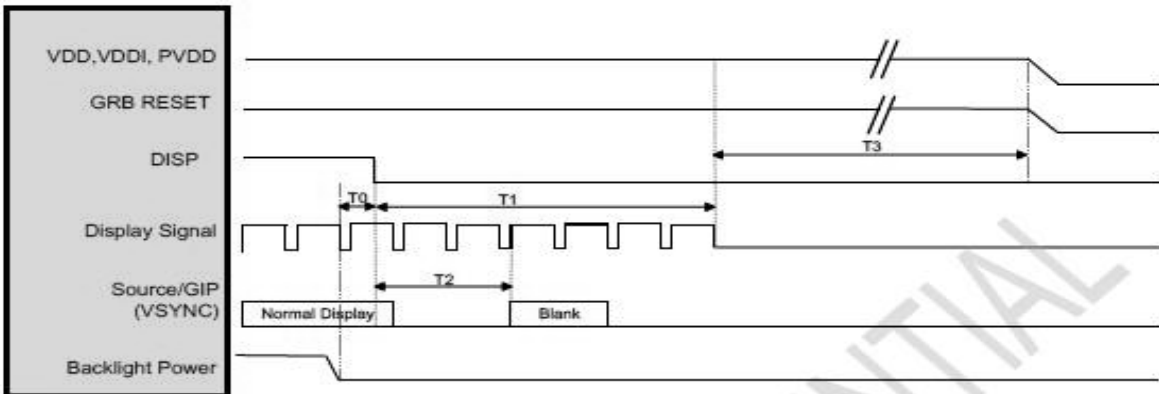 VDD,VDDI, PVDD
GRB RESET
T3
DISP
T0
T1
Display Signal
T2
Source/GIP
(VSYNC)
Normal Display
Blank
Backlight Power
NTIAL